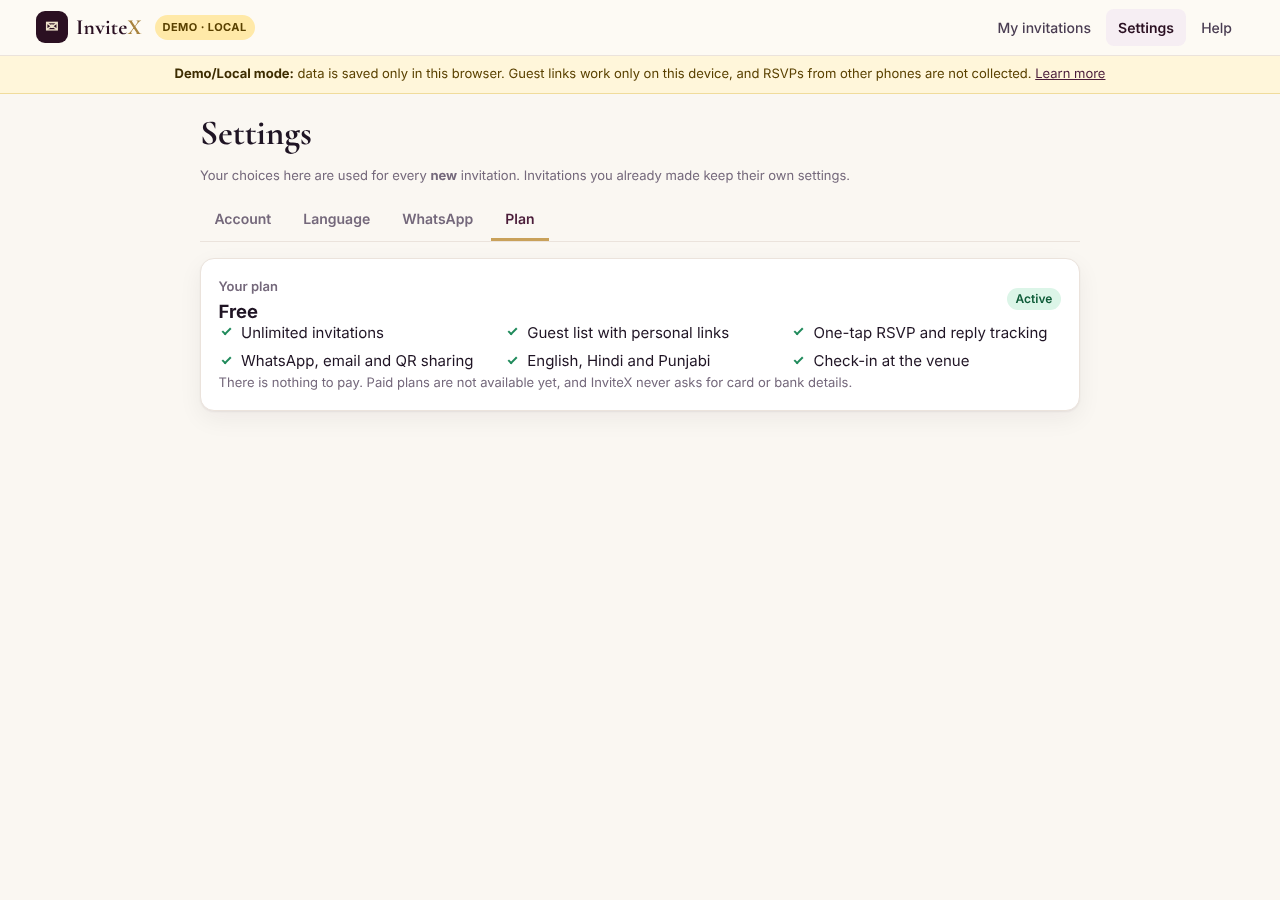 InviteX
DEMO · LOCAL
My invitations
Settings
Help
Demo/Local mode: data is saved only in this browser. Guest links work only on this device, and RSVPs from other phones are not collected. Learn more
Settings
Your choices here are used for every new invitation. Invitations you already made keep their own settings.
Account
Language
WhatsApp
Plan
Your plan
Free
Active
Unlimited invitations
Guest list with personal links
One-tap RSVP and reply tracking
WhatsApp, email and QR sharing
English, Hindi and Punjabi
Check-in at the venue
There is nothing to pay. Paid plans are not available yet, and InviteX never asks for card or bank details.